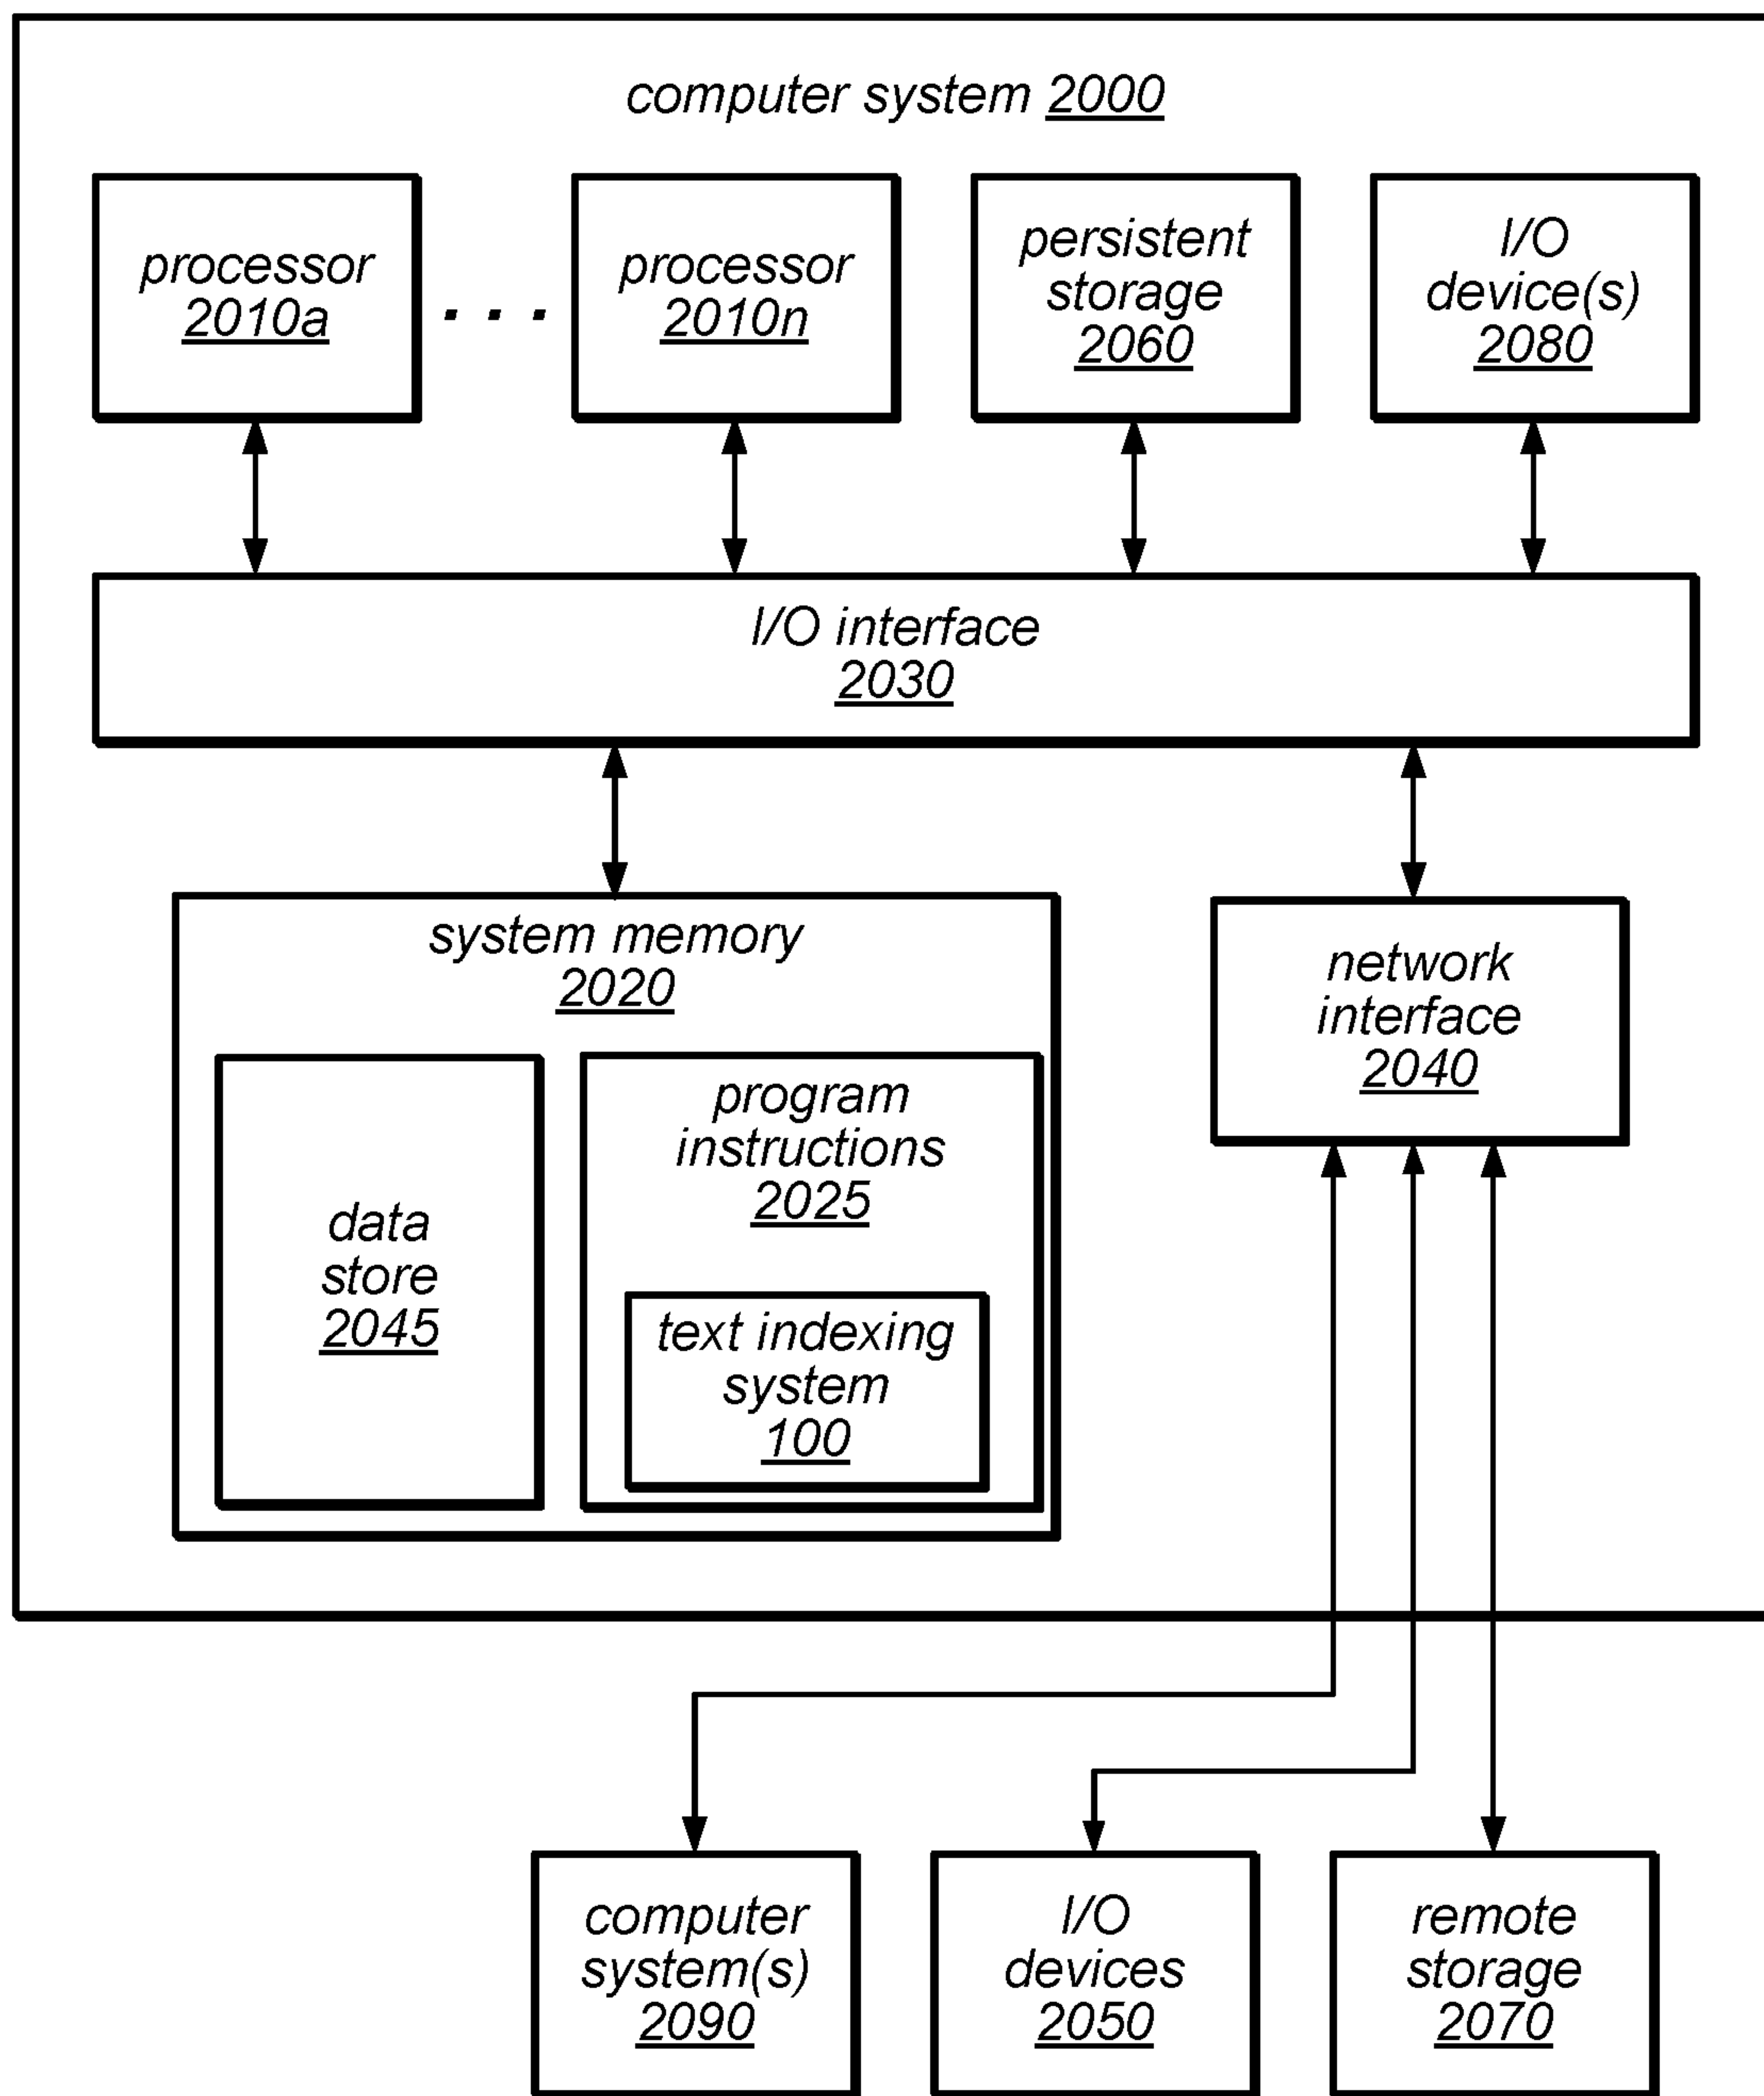 computer system 2000
processor
2010a
. . .
processor
2010n
persistent
storage
2060
I/O
device(s)
2080
I/O interface
2030
system memory
2020
data
store
2045
program
instructions
2025
text indexing
system
100
network
interface
2040
computer
system(s)
2090
I/O
devices
2050
remote
storage
2070